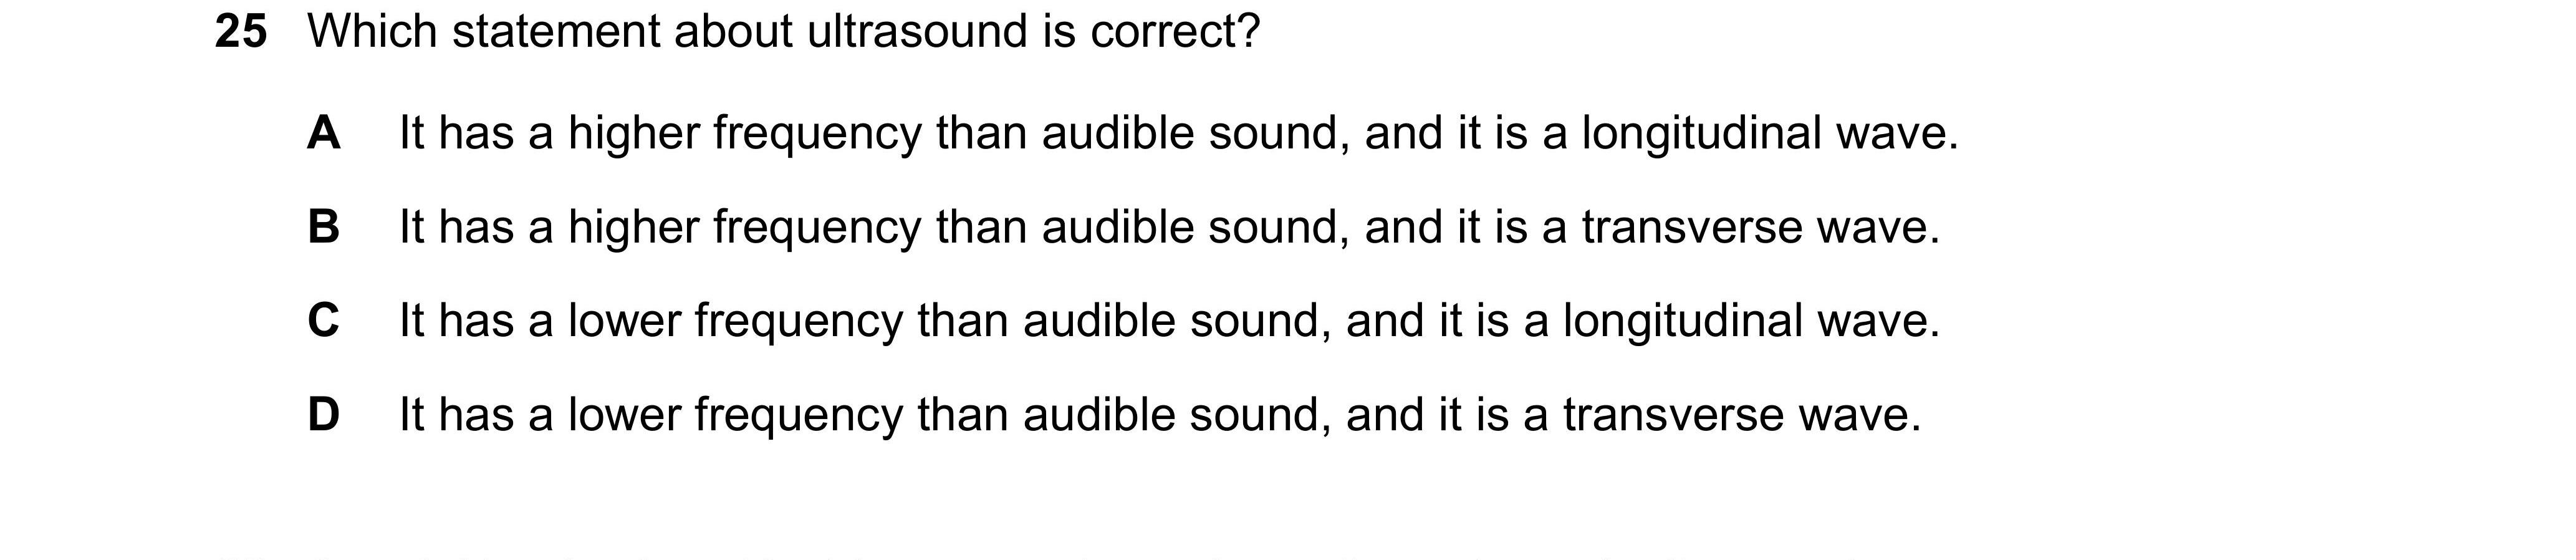 25 Which statement about ultrasound is correct?
A It has a higher frequency than audible sound, and it is a longitudinal wave.
B It has a higher frequency than audible sound, and it is a transverse wave.
C It has a lower frequency than audible sound, and it is a longitudinal wave.
D It has a lower frequency than audible sound, and it is a transverse wave.